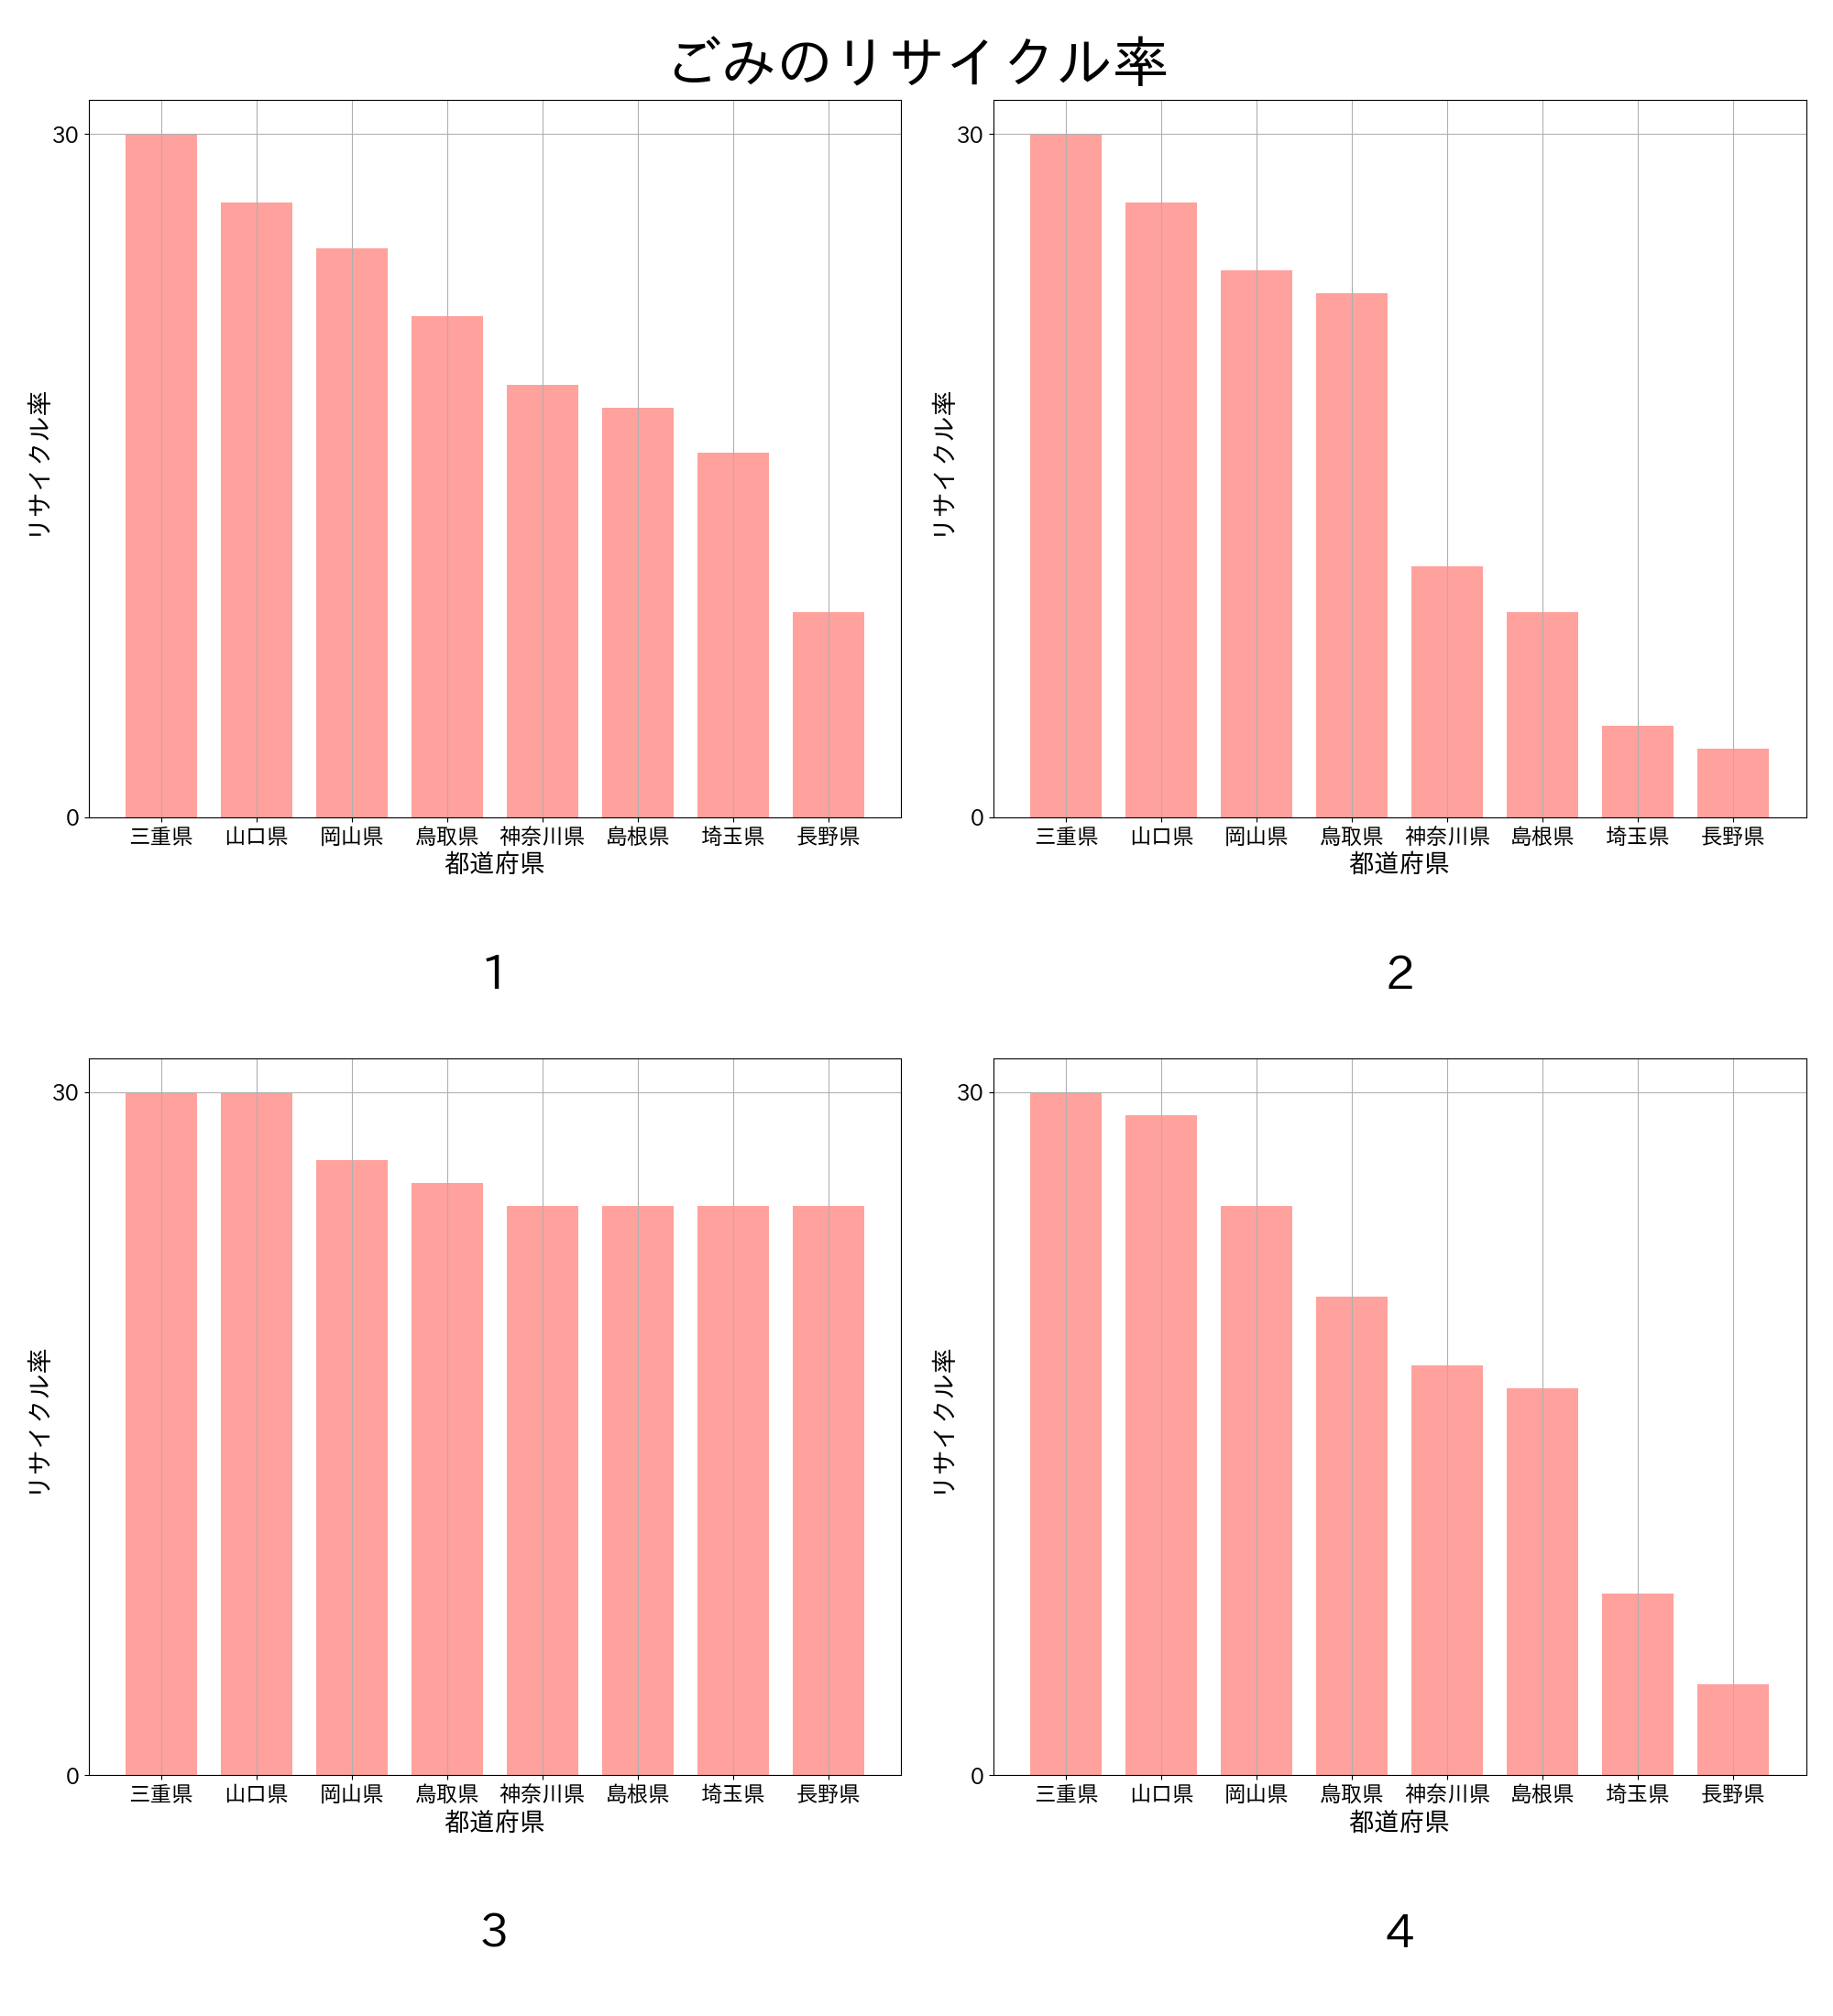 ごみのリサイクル率
30
0
リサイクル率
三重県 山口県 岡山県 鳥取県 神奈川県 島根県 埼玉県 長野県
都道府県
1
30
0
リサイクル率
三重県 山口県 岡山県 鳥取県 神奈川県 島根県 埼玉県 長野県
都道府県
2
30
0
リサイクル率
三重県 山口県 岡山県 鳥取県 神奈川県 島根県 埼玉県 長野県
都道府県
3
30
0
リサイクル率
三重県 山口県 岡山県 鳥取県 神奈川県 島根県 埼玉県 長野県
都道府県
4